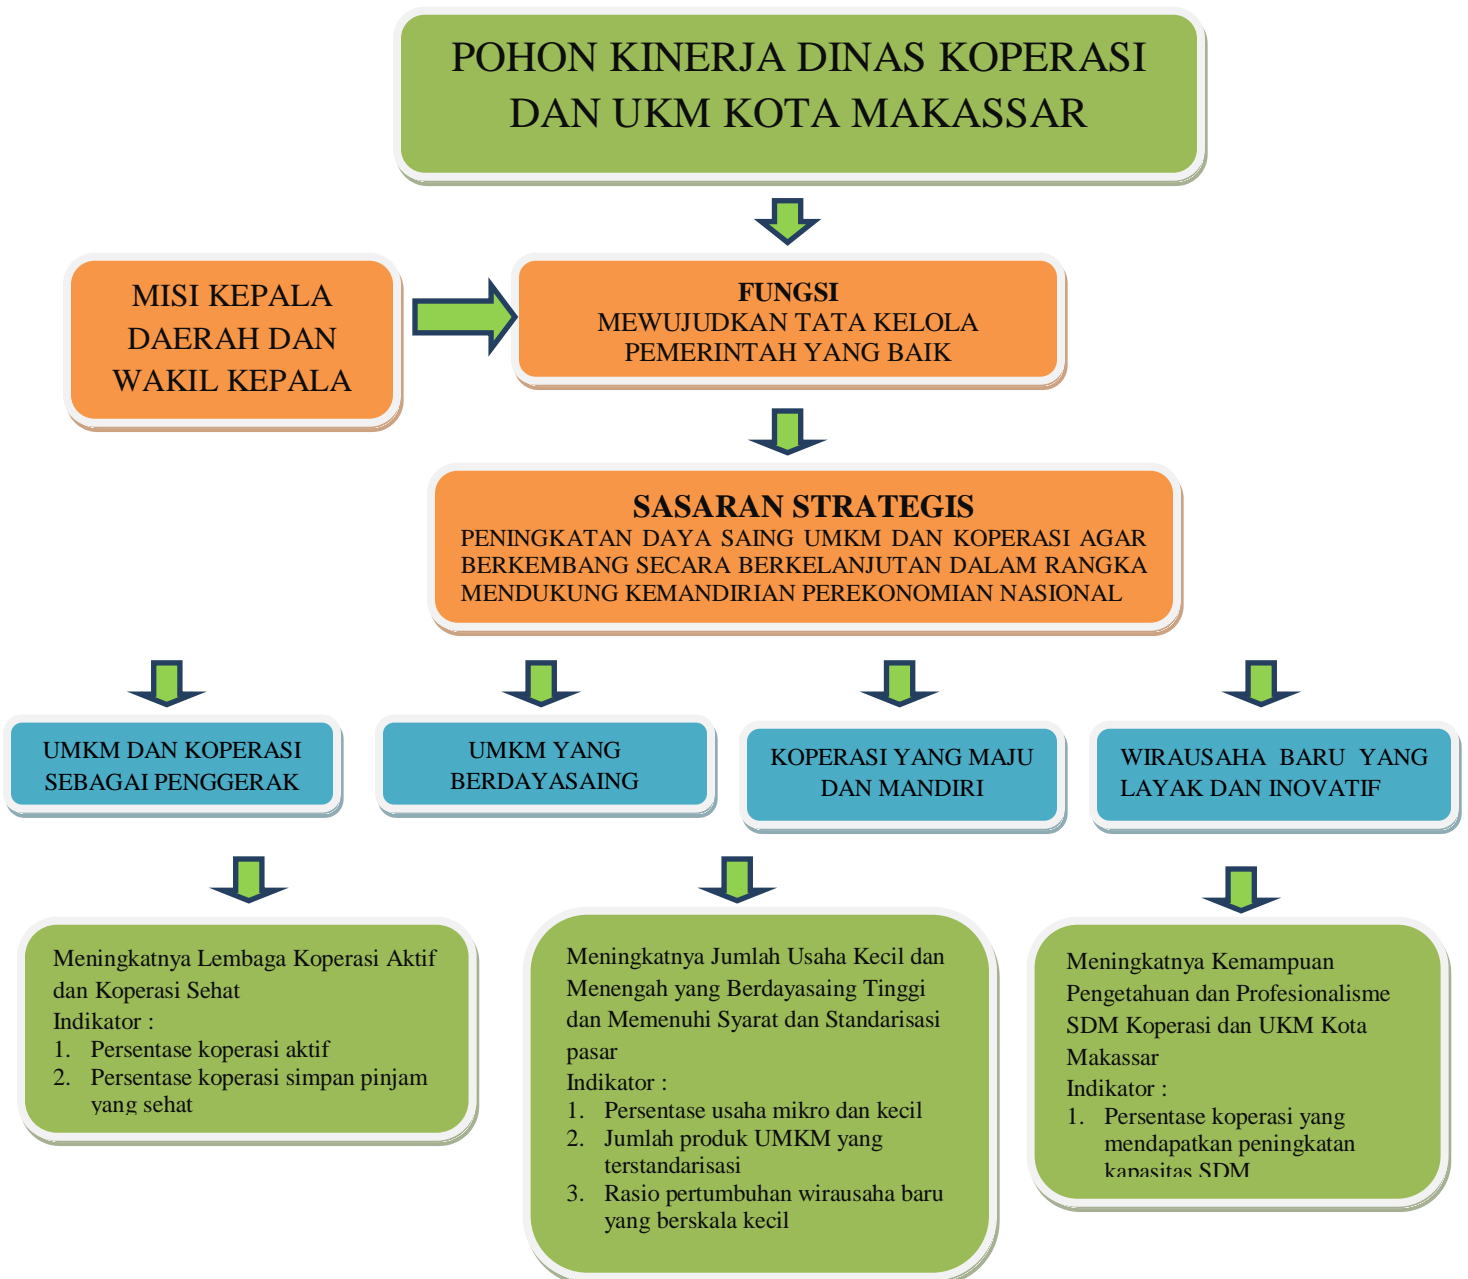 POHON KINERJA DINAS KOPERASI
DAN UKM KOTA MAKASSAR
MISI KEPALA
DAERAH DAN
WAKIL KEPALA
FUNGSI
MEWUJUDKAN TATA KELOLA
PEMERINTAH YANG BAIK
SASARAN STRATEGIS
PENINGKATAN DAYA SAING UMKM DAN KOPERASI AGAR
BERKEMBANG SECARA BERKELANJUTAN DALAM RANGKA
MENDUKUNG KEMANDIRIAN PEREKONOMIAN NASIONAL
UMKM DAN KOPERASI
SEBAGAI PENGGERAK
UMKM YANG
BERDAYASAING
KOPERASI YANG MAJU
DAN MANDIRI
WIRAUSAHA BARU YANG
LAYAK DAN INOVATIF
Meningkatnya Lembaga Koperasi Aktif
dan Koperasi Sehat
Indikator :
1. Persentase koperasi aktif
2. Persentase koperasi simpan pinjam
yang sehat
Meningkatnya Jumlah Usaha Kecil dan
Menengah yang Berdayasaing Tinggi
dan Memenuhi Syarat dan Standarisasi
pasar
Indikator :
1. Persentase usaha mikro dan kecil
2. Jumlah produk UMKM yang
terstandarisasi
3. Rasio pertumbuhan wirausaha baru
yang berskala kecil
Meningkatnya Kemampuan
Pengetahuan dan Profesionalisme
SDM Koperasi dan UKM Kota
Makassar
Indikator :
1. Persentase koperasi yang
mendapatkan peningkatan
kapasitas SDM